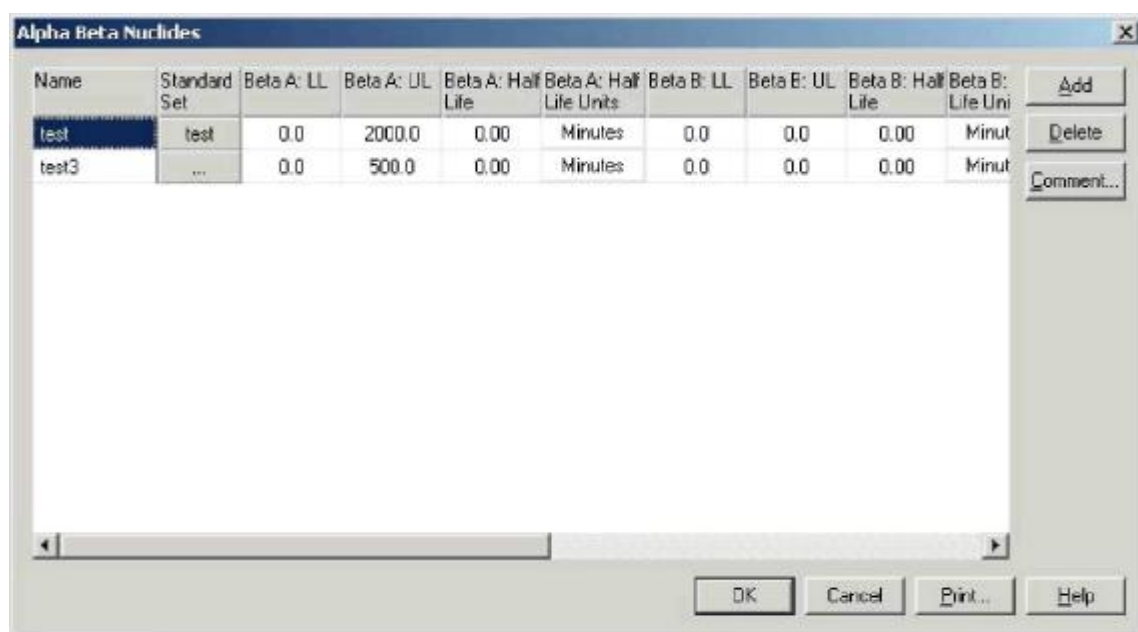 Alpha Beta Nuclides
Name Standard Set Beta A: LL Beta A: UL Beta A: Half Life Beta A: Half Life Units Beta B: LL Beta B: UL Beta B: Half Life Beta B: Life Uni
test test 0.0 2000.0 0.00 Minutes 0.0 0.0 0.00 Minut
test3 ... 0.0 500.0 0.00 Minutes 0.0 0.0 0.00 Minut
Add
Delete
Comment...
OK Cancel Print... Help